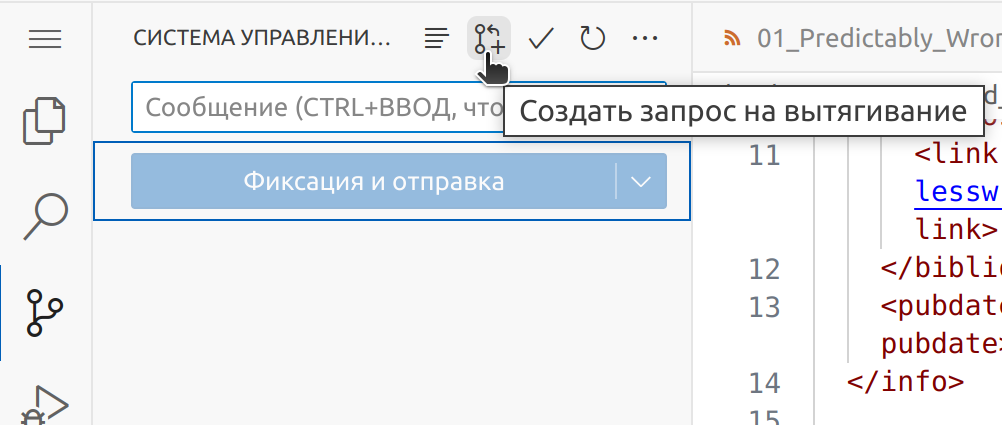 СИСТЕМА УПРАВЛЕНИ...
01_Predictably_Wron
Сообщение (CTRL+ВВОД, что
Создать запрос на вытягивание
Фиксация и отправка
11 <link
lessw
link>
12 </biblio
13 <pubdate
pubdate>
14 </info>
15